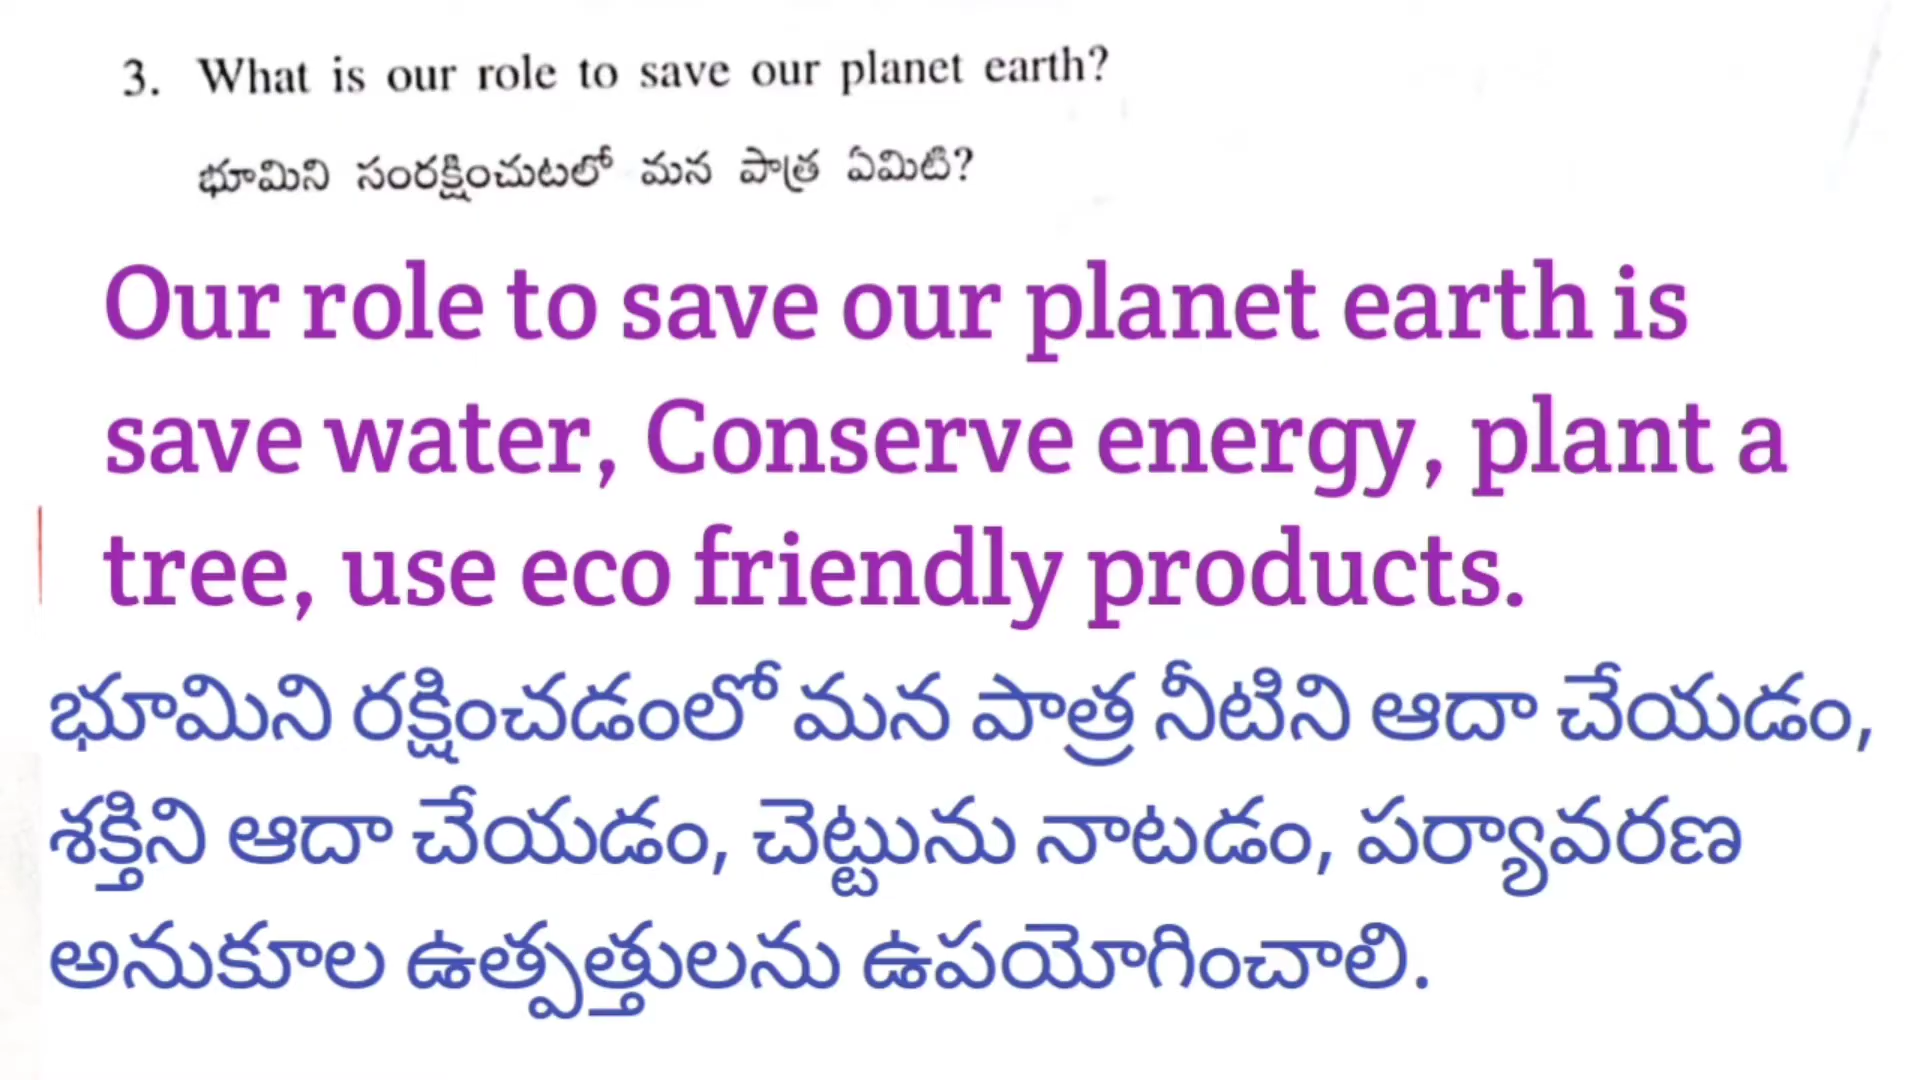 3. What is our role to save our planet earth?
భూమిని సంరక్షించుటలో మన పాత్ర ఏమిటి?
Our role to save our planet earth is
save water, Conserve energy, plant a
tree, use eco friendly products.
భూమిని రక్షించడంలో మన పాత్ర నీటిని ఆదా చేయడం,
శక్తిని ఆదా చేయడం, చెట్టును నాటడం, పర్యావరణ
అనుకూల ఉత్పత్తులను ఉపయోగించాలి.